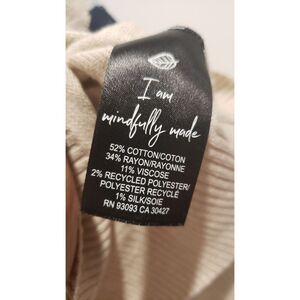 I am
mindfully made
52% COTTON/COTON
34% RAYON/RAYONNE
11% VISCOSE
2% RECYCLED POLYESTER/
POLYESTER RECYCLÉ
1% SILK/SOIE
RN 93093 CA 30427